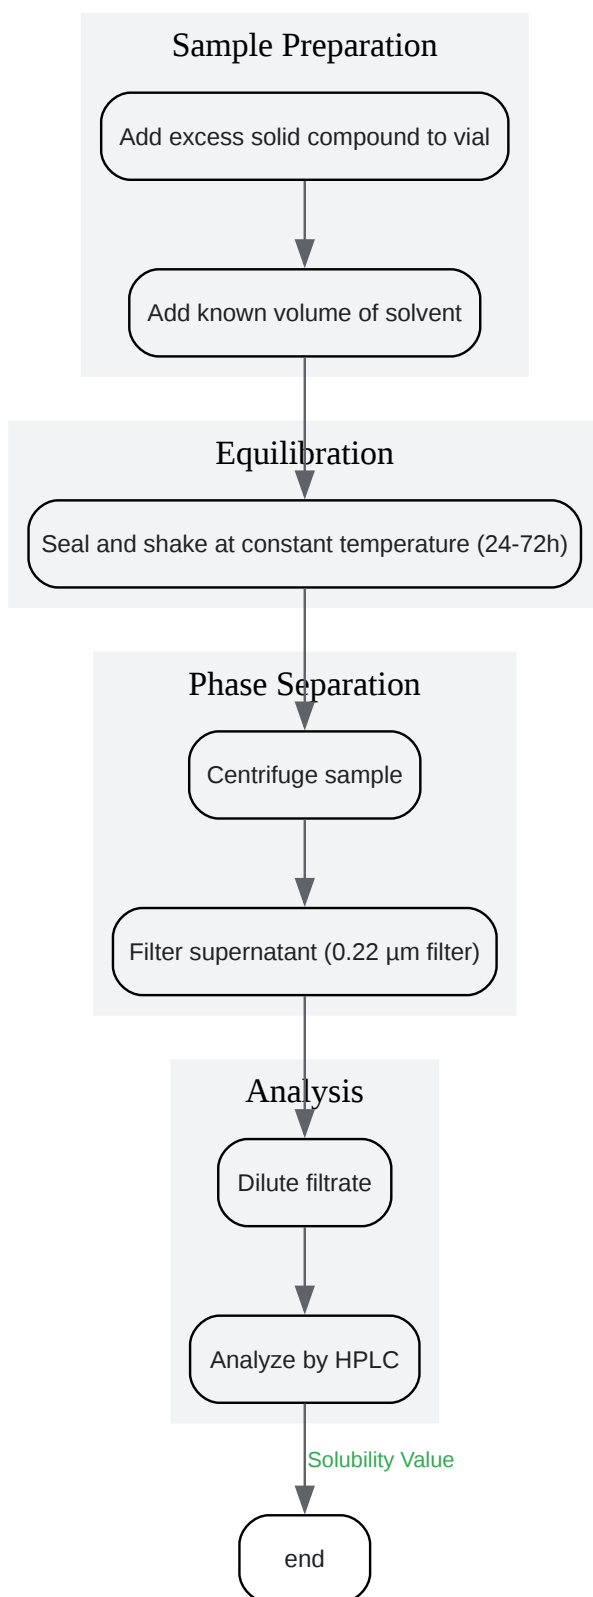 Sample Preparation
Add excess solid compound to vial
Add known volume of solvent
Equilibration
Seal and shake at constant temperature (24-72h)
Phase Separation
Centrifuge sample
Filter supernatant (0.22 µm filter)
Analysis
Dilute filtrate
Analyze by HPLC
Solubility Value
end